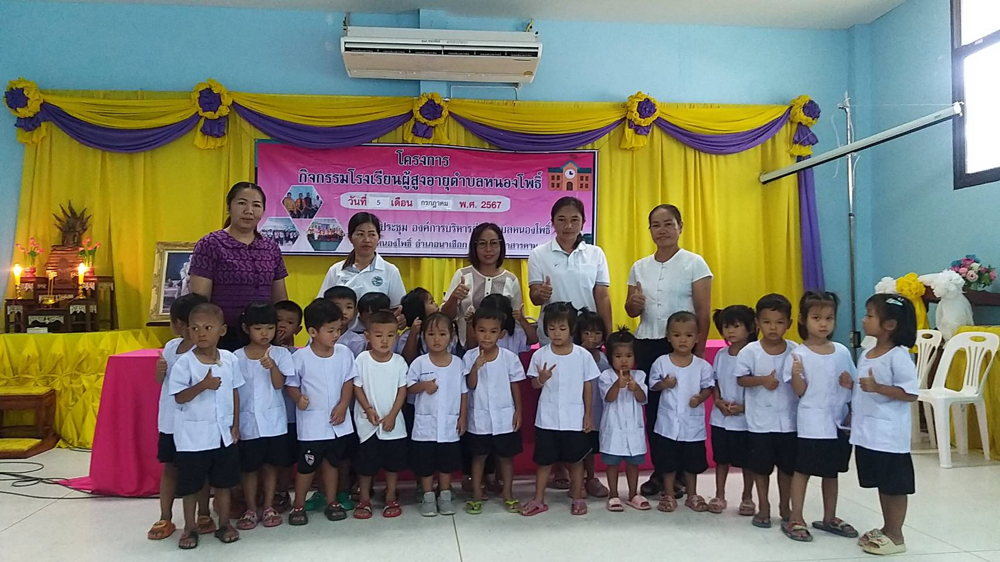 โครงการ
กิจกรรมโรงเรียนผู้สูงอายุตำบลหนองโพธิ์
วันที่ 5 เดือน กรกฎาคม พ.ศ. 2567
ประชุม องค์การบริหารส่ บลหนองโพธิ์
หนองโพธิ์ อำเภอนาเชือก าสารคาม